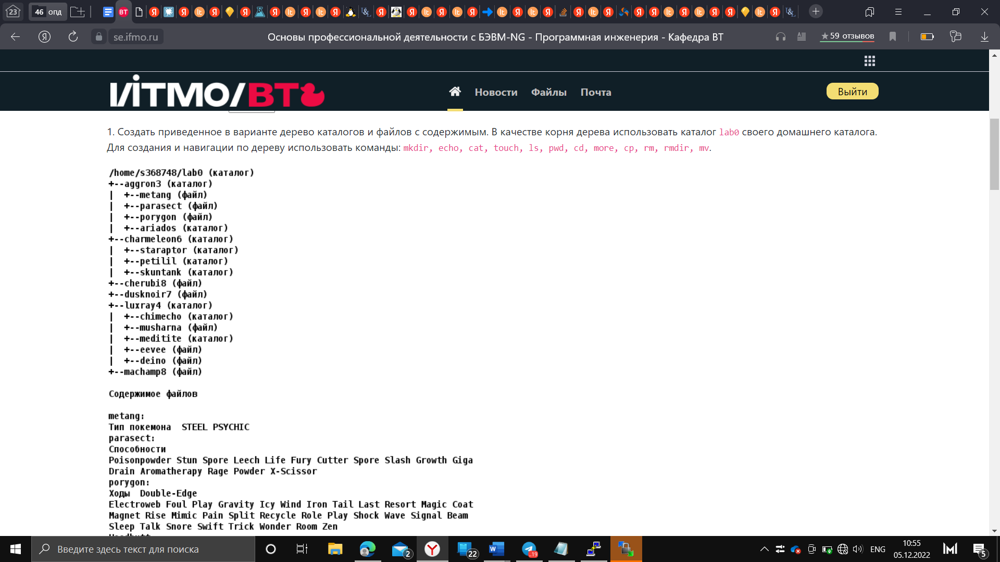 23
46 опд
BT
se.ifmo.ru
Основы профессиональной деятельности с БЭВМ-NG - Программная инженерия - Кафедра ВТ
★59 отзывов
ИТМО/ВТ
Новости
Файлы
Почта
Выйти
1. Создать приведенное в варианте дерево каталогов и файлов с содержимым. В качестве корня дерева использовать каталог lab0 своего домашнего каталога.
Для создания и навигации по дереву использовать команды: mkdir, echo, cat, touch, ls, pwd, cd, more, cp, rm, rmdir, mv.
/home/s368748/lab0 (каталог)
+--aggron3 (каталог)
|  +--metang (файл)
|  +--parasect (файл)
|  +--porygon (файл)
|  +--ariados (каталог)
+--charmeleon6 (каталог)
|  +--staraptor (каталог)
|  +--petilil (каталог)
|  +--skuntank (каталог)
+--cherubi8 (файл)
+--dusknoir7 (файл)
+--luxray4 (каталог)
|  +--chimecho (каталог)
|  +--musharna (файл)
|  +--meditite (каталог)
|  +--eevee (файл)
|  +--deino (файл)
+--machamp8 (файл)
Содержимое файлов
metang:
Тип покемона  STEEL PSYCHIC
parasect:
Способности
Poisonpowder Stun Spore Leech Life Fury Cutter Spore Slash Growth Giga
Drain Aromatherapy Rage Powder X-Scissor
porygon:
Ходы  Double-Edge
Electroweb Foul Play Gravity Icy Wind Iron Tail Last Resort Magic Coat
Magnet Rise Mimic Pain Split Recycle Role Play Shock Wave Signal Beam
Sleep Talk Snore Swift Trick Wonder Room Zen
Введите здесь текст для поиска
2
22
..19
ENG
10:55
05.12.2022
5